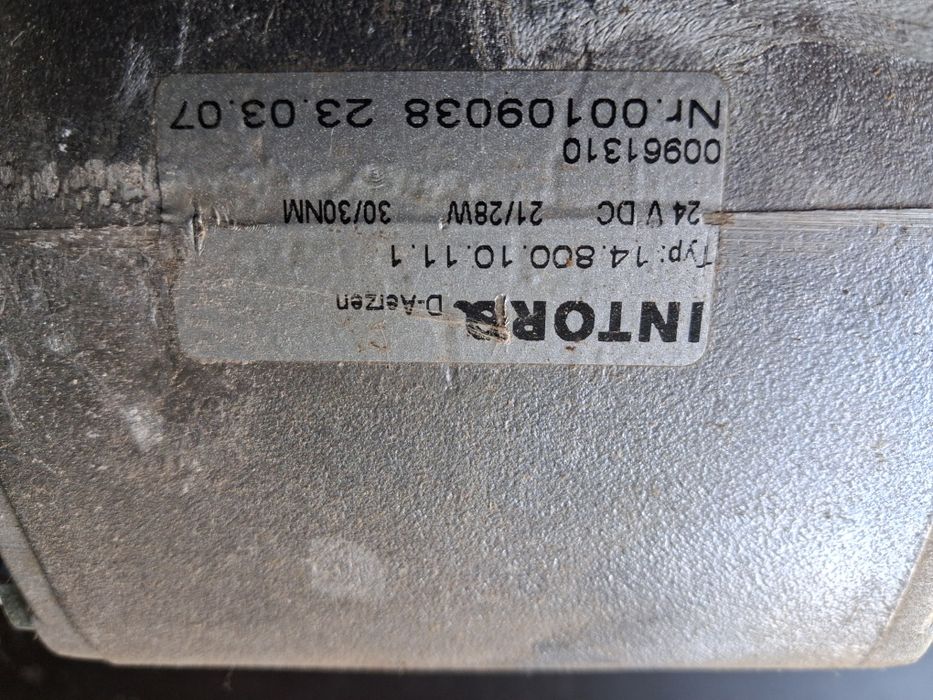 INTORQ D-Aerzen
Typ: 14.800.10.11.1
24 V DC 21/28W 30/30NM
00961310
Nr.00109038 23.03.07